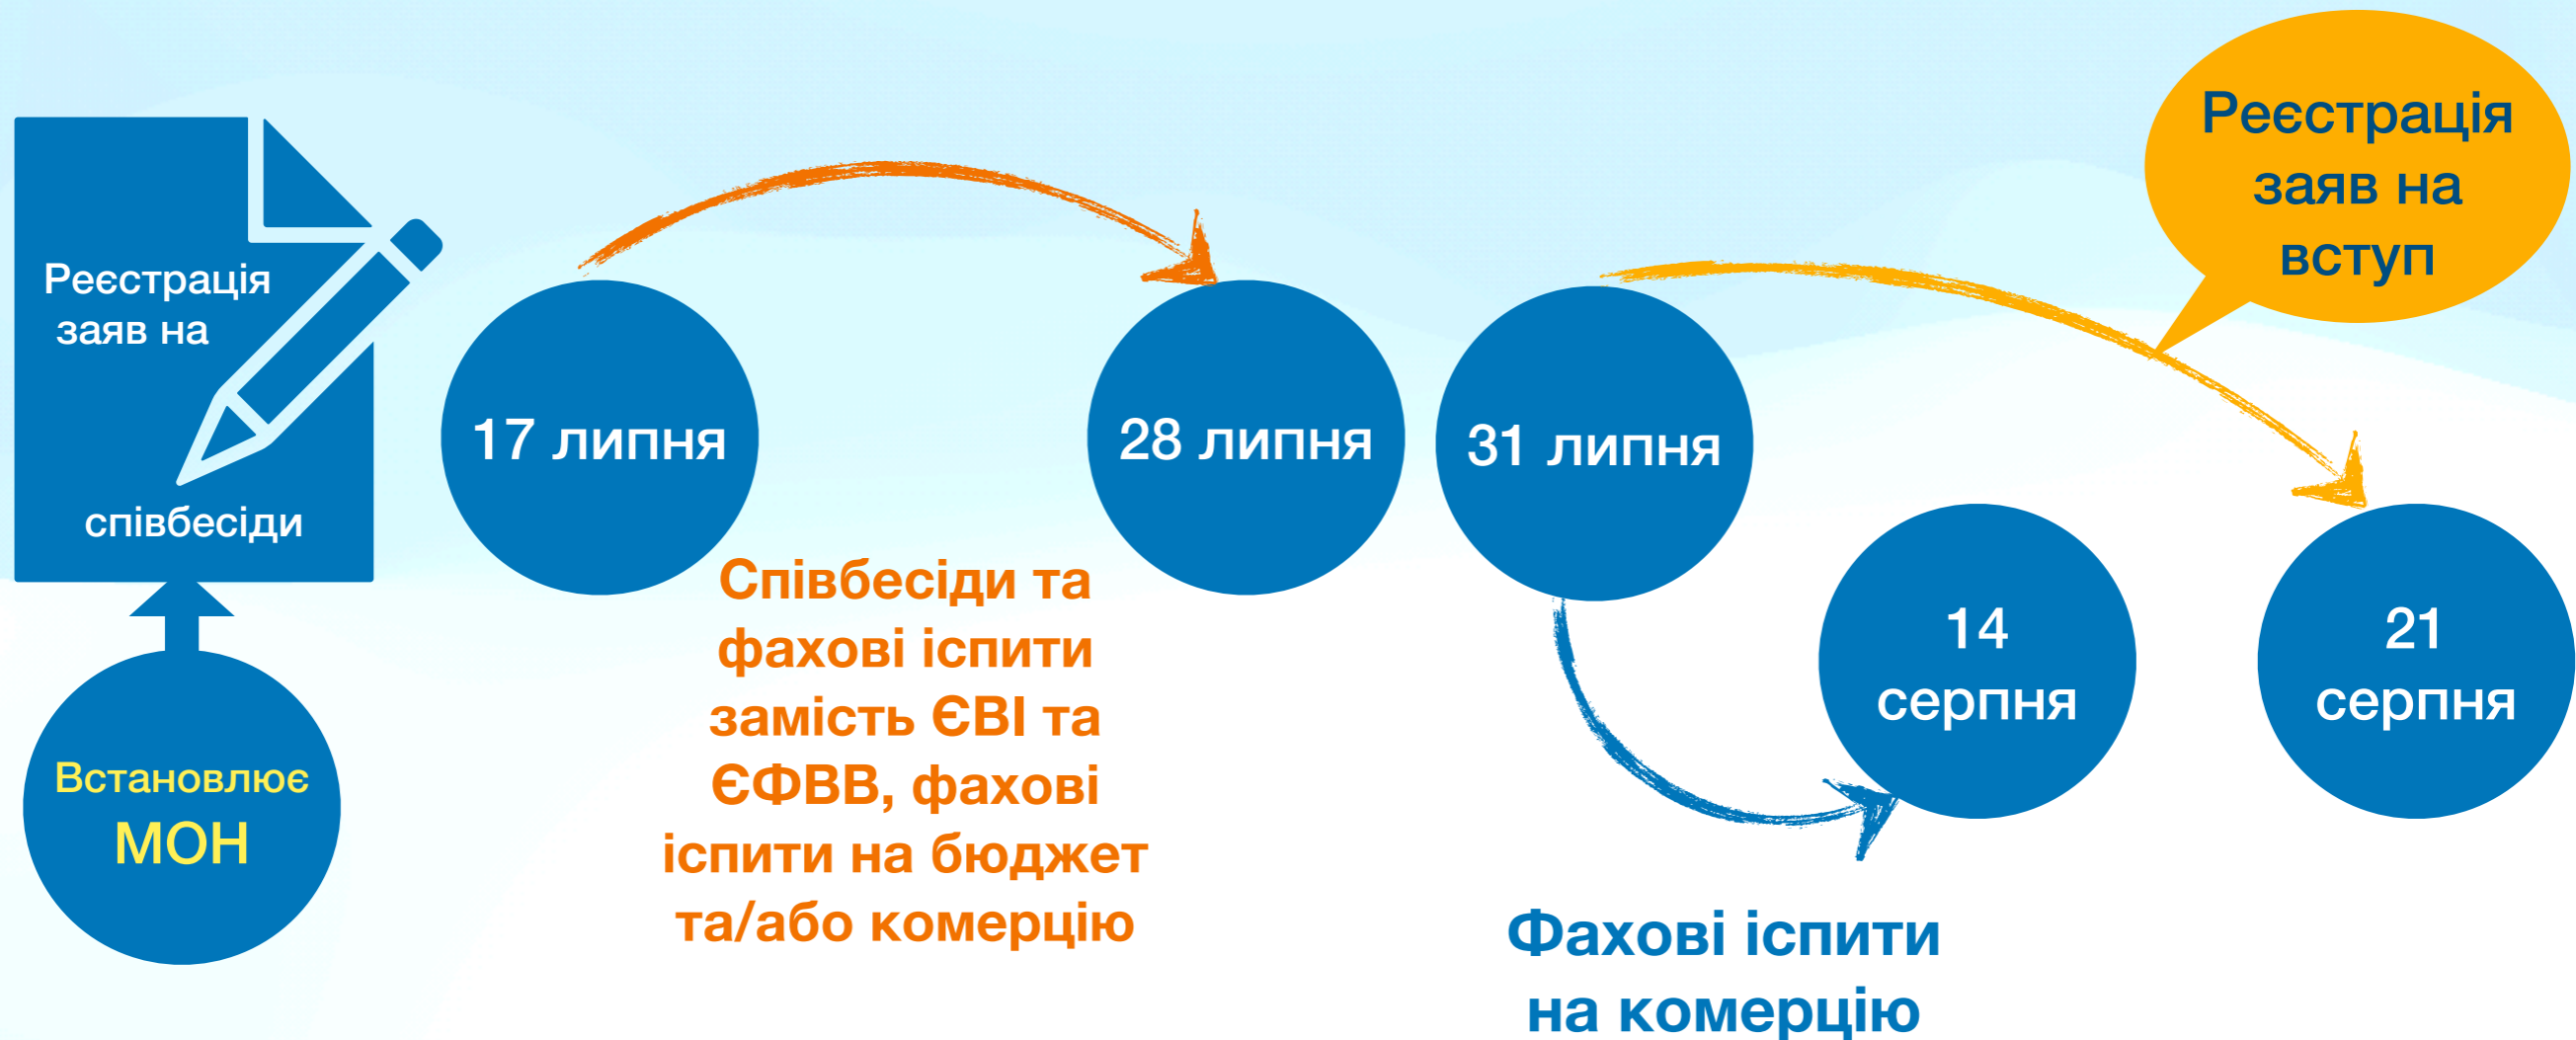 Реєстрація
заяв на
співбесіди
Встановлює
МОН
17 липня
28 липня
Співбесіди та
фахові іспити
замість ЄВІ та
ЄФВВ, фахові
іспити на бюджет
та/або комерцію
31 липня
14
серпня
Фахові іспити
на комерцію
Реєстрація
заяв на
вступ
21
серпня